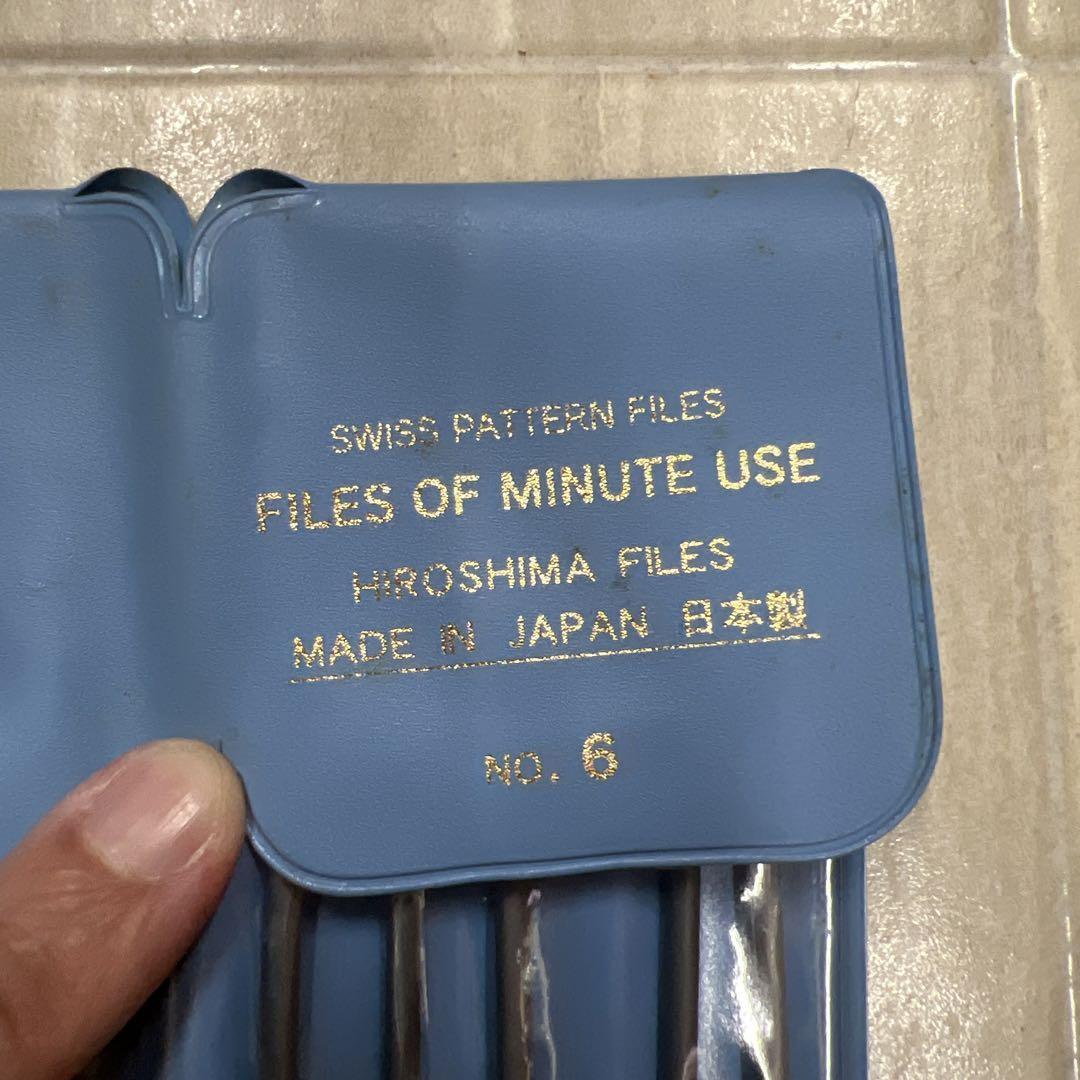 SWISS PATTERN FILES
FILES OF MINUTE USE
HIROSHIMA FILES
MADE IN JAPAN 日本製
NO. 6